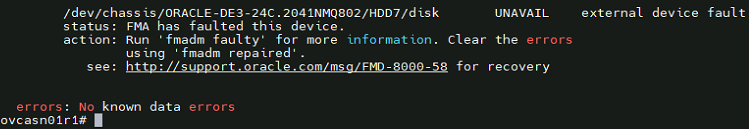 /dev/chassis/ORACLE-DE3-24C.2041NMQ802/HDD7/disk UNAVAIL external device fault
status: FMA has faulted this device.
action: Run 'fmadm faulty' for more information. Clear the errors
using 'fmadm repaired'.
see: http://support.oracle.com/msg/FMD-8000-58 for recovery
errors: No known data errors
ovcasn01r1#